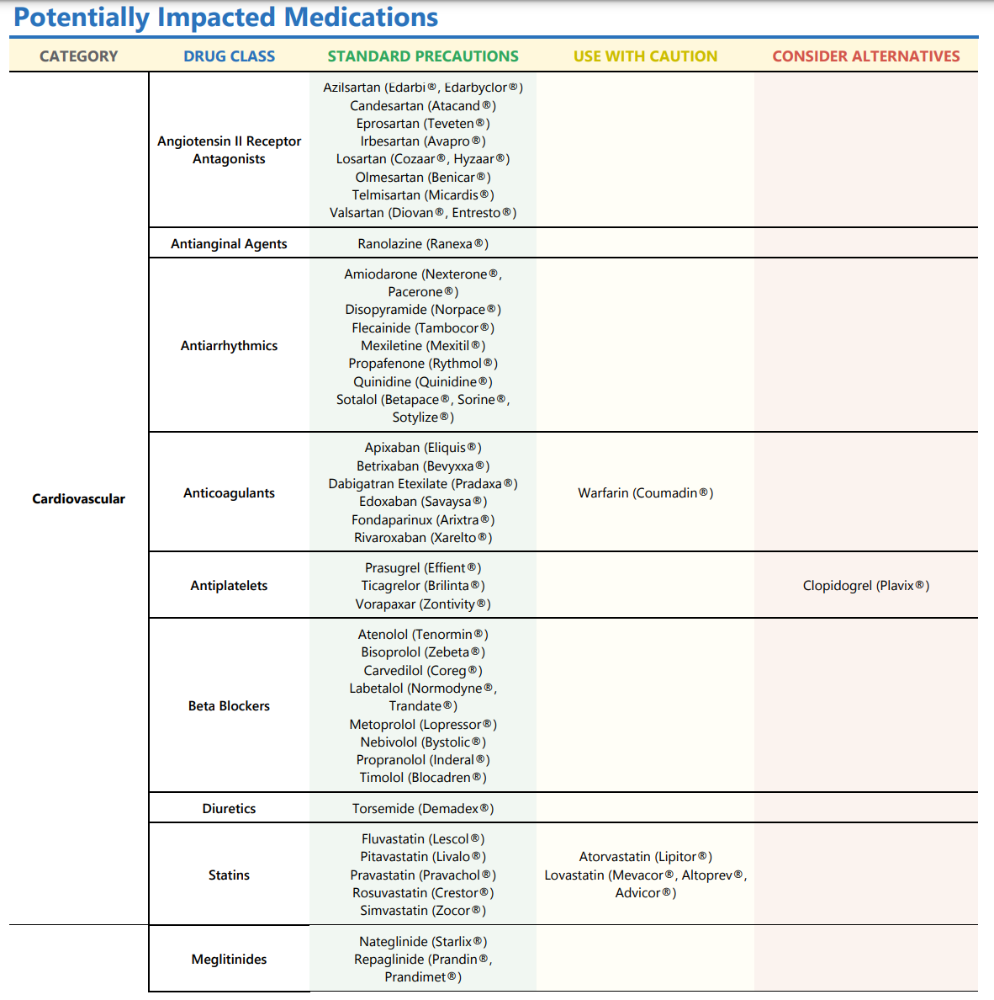 Potentially Impacted Medications
CATEGORY DRUG CLASS STANDARD PRECAUTIONS USE WITH CAUTION CONSIDER ALTERNATIVES
Cardiovascular
Angiotensin II Receptor
Antagonists
Azilsartan (Edarbi®, Edarbyclor®)
Candesartan (Atacand®)
Eprosartan (Teveten®)
Irbesartan (Avapro®)
Losartan (Cozaar®, Hyzaar®)
Olmesartan (Benicar®)
Telmisartan (Micardis®)
Valsartan (Diovan®, Entresto®)
Antianginal Agents
Ranolazine (Ranexa®)
Antiarrhythmics
Amiodarone (Nexterone®,
Pacerone®)
Disopyramide (Norpace®)
Flecainide (Tambocor®)
Mexiletine (Mexitil®)
Propafenone (Rythmol®)
Quinidine (Quinidine®)
Sotalol (Betapace®, Sorine®,
Sotylize®)
Anticoagulants
Apixaban (Eliquis®)
Betrixaban (Bevyxxa®)
Dabigatran Etexilate (Pradaxa®)
Edoxaban (Savaysa®)
Fondaparinux (Arixtra®)
Rivaroxaban (Xarelto®)
Warfarin (Coumadin®)
Antiplatelets
Prasugrel (Effient®)
Ticagrelor (Brilinta®)
Vorapaxar (Zontivity®)
Clopidogrel (Plavix®)
Beta Blockers
Atenolol (Tenormin®)
Bisoprolol (Zebeta®)
Carvedilol (Coreg®)
Labetalol (Normodyne®,
Trandate®)
Metoprolol (Lopressor®)
Nebivolol (Bystolic®)
Propranolol (Inderal®)
Timolol (Blocadren®)
Diuretics
Torsemide (Demadex®)
Statins
Fluvastatin (Lescol®)
Pitavastatin (Livalo®)
Pravastatin (Pravachol®)
Rosuvastatin (Crestor®)
Simvastatin (Zocor®)
Atorvastatin (Lipitor®)
Lovastatin (Mevacor®, Altoprev®,
Advicor®)
Meglitinides
Nateglinide (Starlix®)
Repaglinide (Prandin®,
Prandimet®)